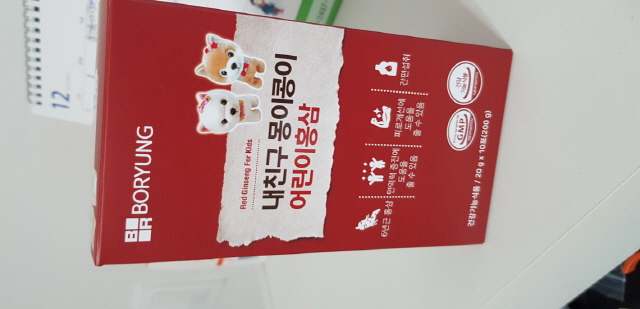 BR BORYUNG
Red Ginseng For Kids
내친구 몽이콩이
어린이홍삼
6년근 홍삼
면역력 증진에
도움을
줄 수 있음
피로개선에
도움을
줄 수 있음
간편섭취
GMP
건강기능식품 / 20 g x 10포(200 g)
12